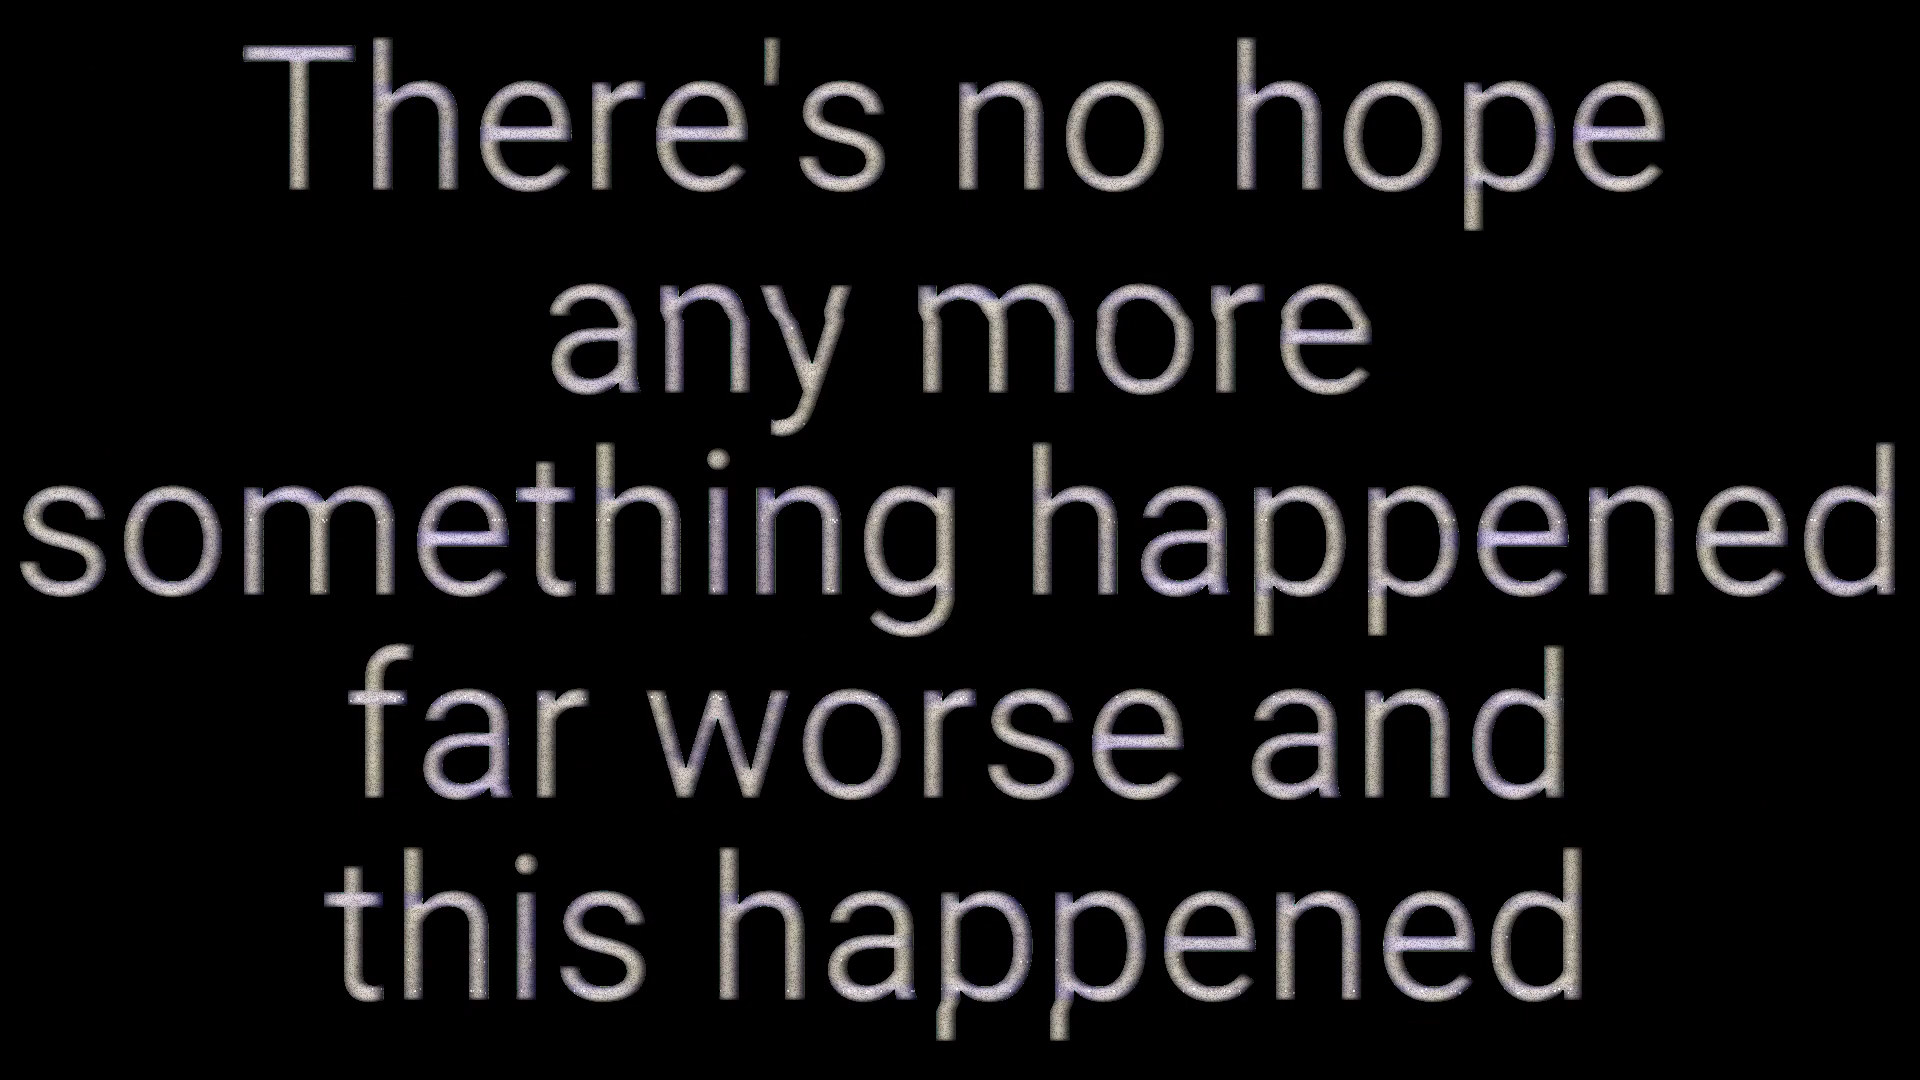 There's no hope
any more
something happened
far worse and
this happened